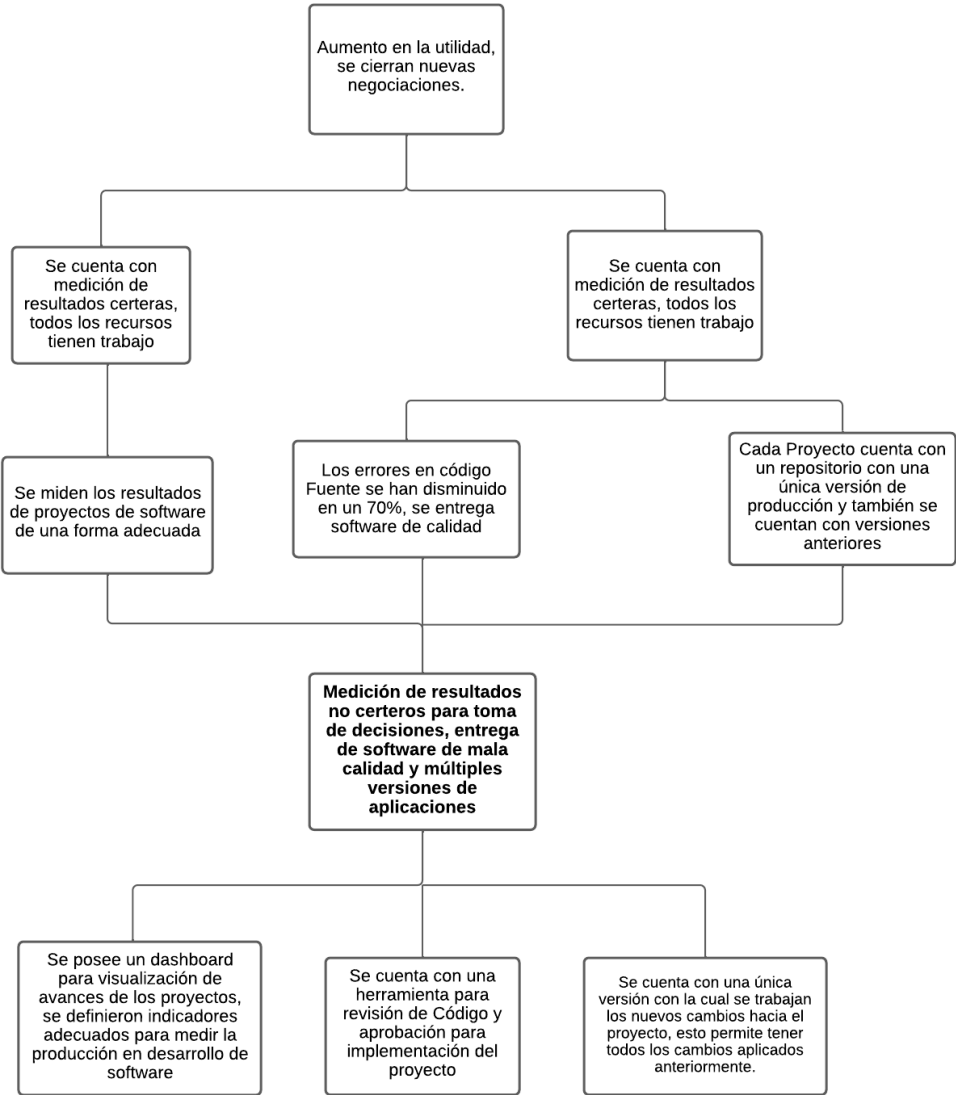 Aumento en la utilidad,
se cierran nuevas
negociaciones.
Se cuenta con
medición de
resultados certeras,
todos los recursos
tienen trabajo
Se cuenta con
medición de resultados
certeras, todos los
recursos tienen trabajo
Se miden los resultados
de proyectos de software
de una forma adecuada
Los errores en código
Fuente se han disminuido
en un 70%, se entrega
software de calidad
Cada Proyecto cuenta con
un repositorio con una
única versión de
producción y también se
cuentan con versiones
anteriores
Medición de resultados
no certeros para toma
de decisiones, entrega
de software de mala
calidad y múltiples
versiones de
aplicaciones
Se posee un dashboard
para visualización de
avances de los proyectos,
se definieron indicadores
adecuados para medir la
producción en desarrollo de
software
Se cuenta con una
herramienta para
revisión de Código y
aprobación para
implementación del
proyecto
Se cuenta con una única
versión con la cual se trabajan
los nuevos cambios hacia el
proyecto, esto permite tener
todos los cambios aplicados
anteriormente.